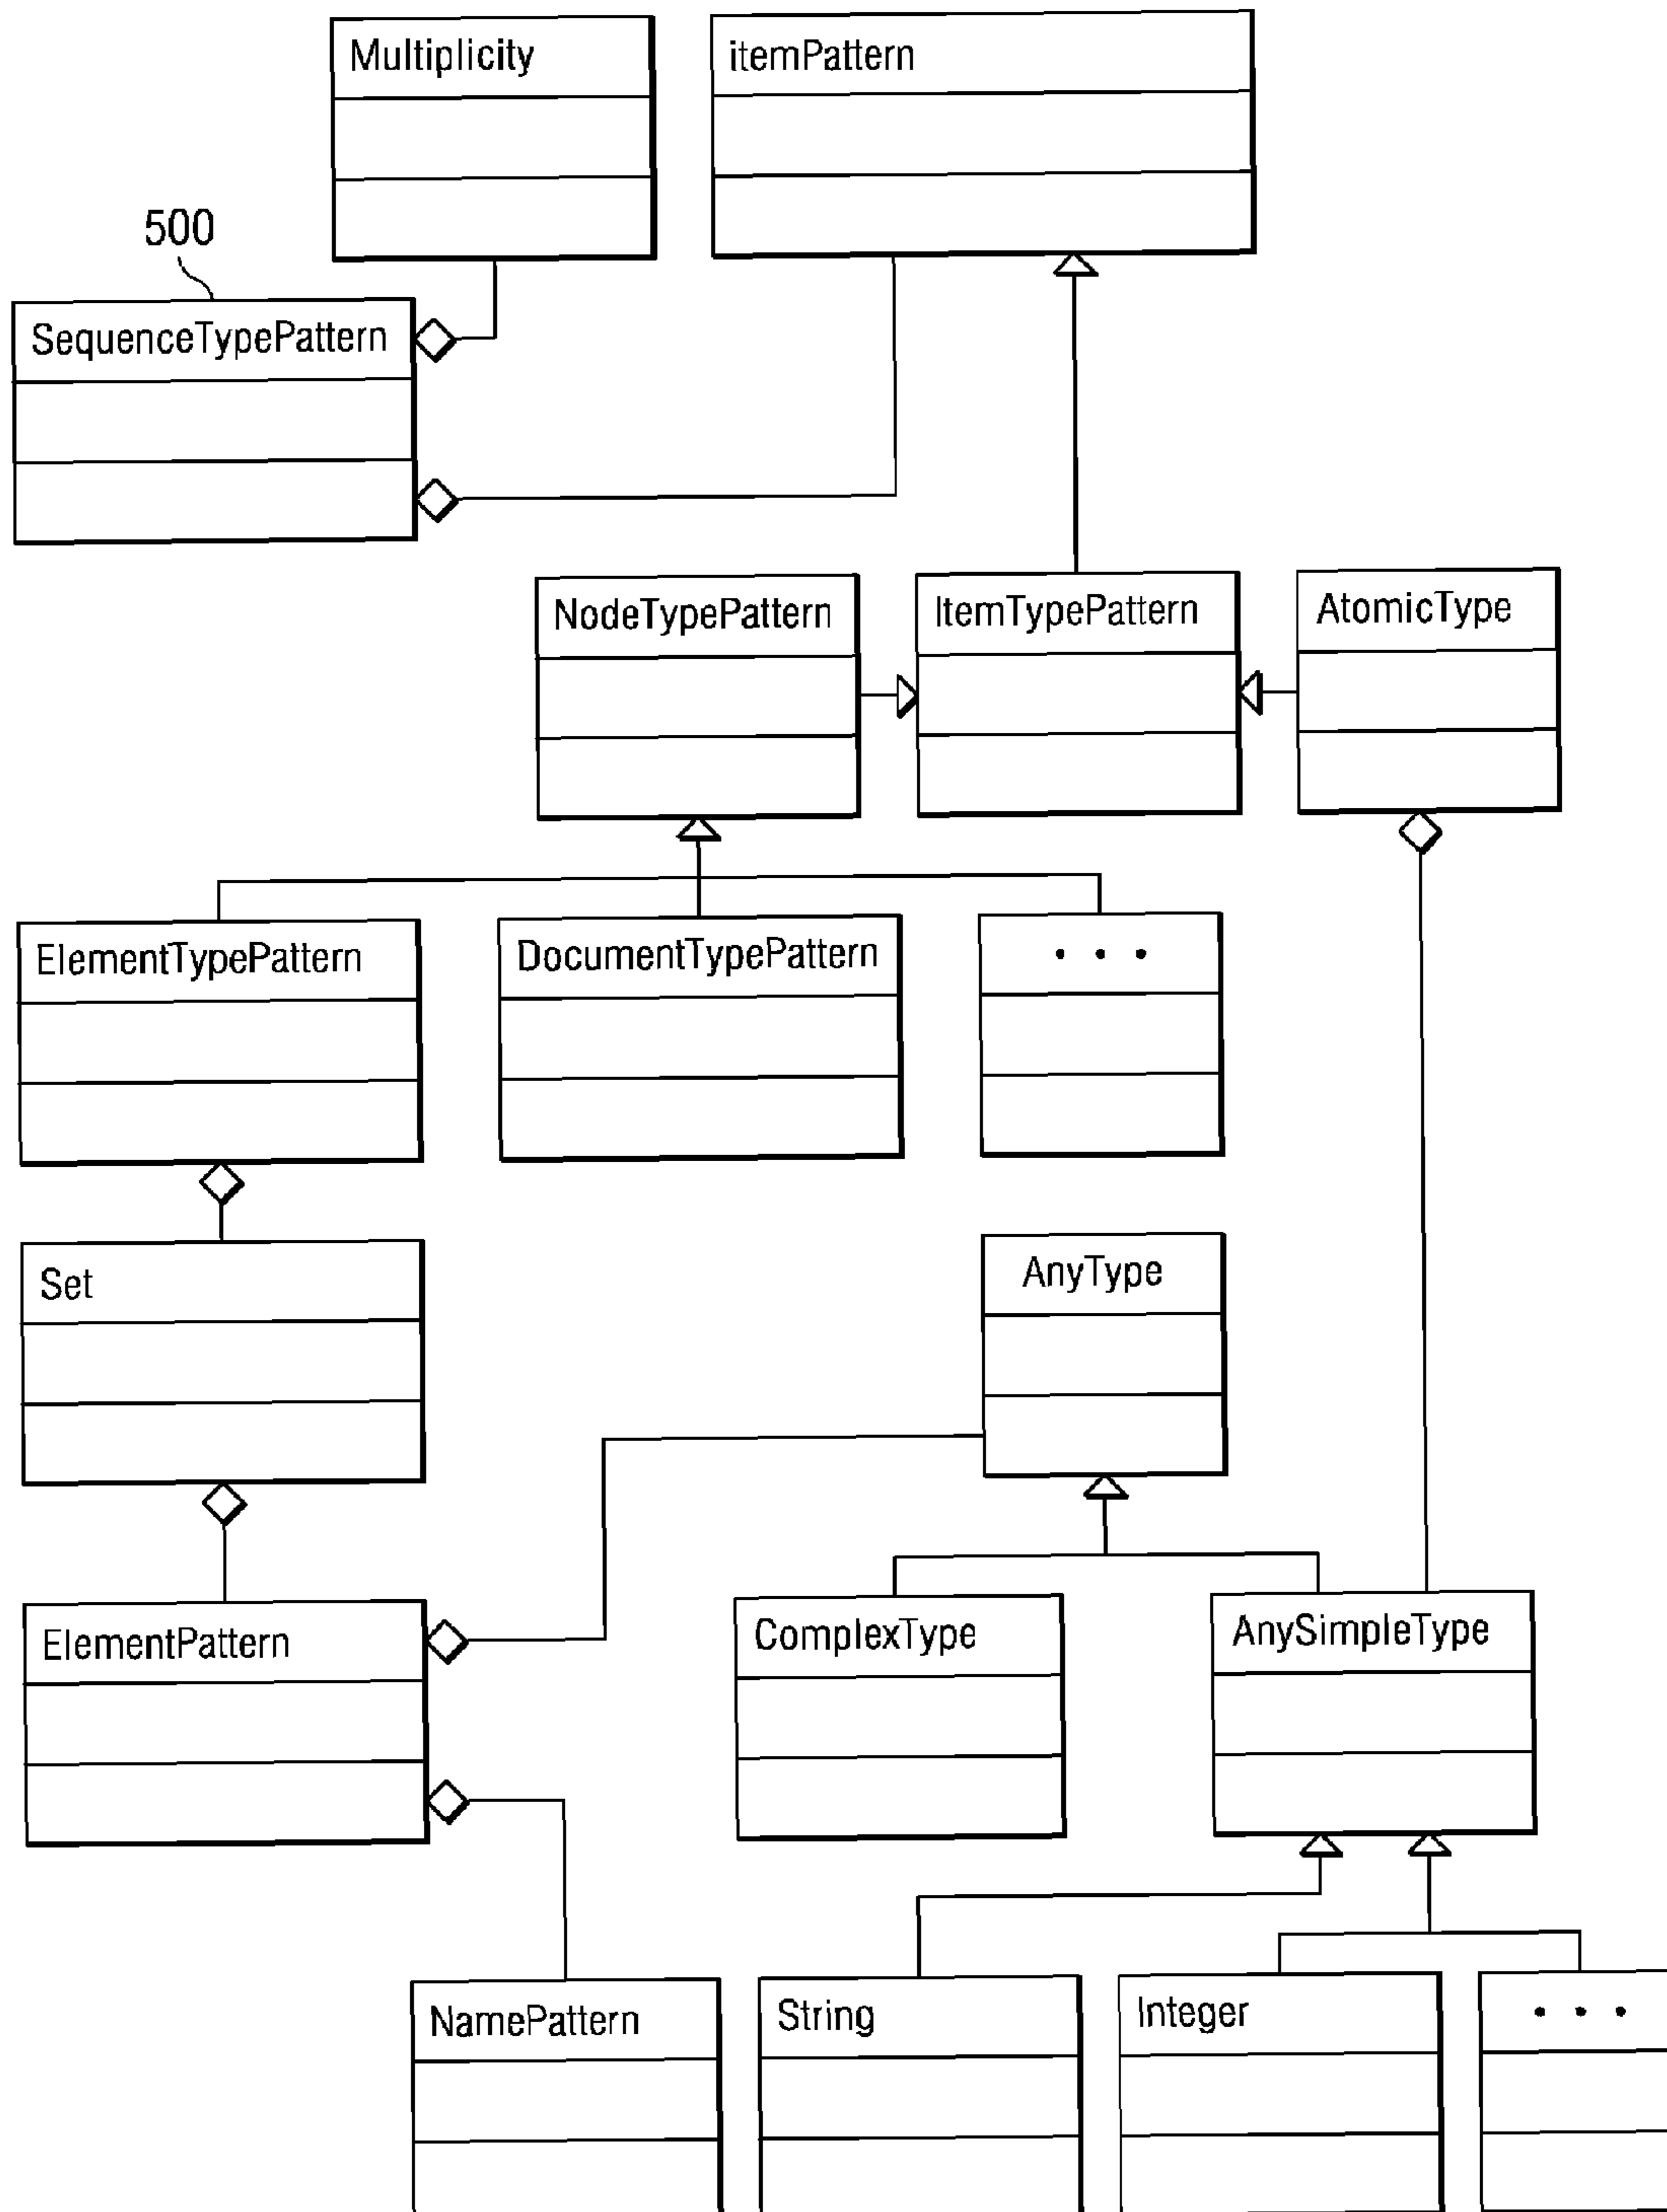 Multiplicity
itemPattern
500
SequenceTypePattern
NodeTypePattern
ItemTypePattern
AtomicType
ElementTypePattern
DocumentTypePattern
• • •
Set
AnyType
ElementPattern
ComplexType
AnySimpleType
NamePattern
String
Integer
• • •